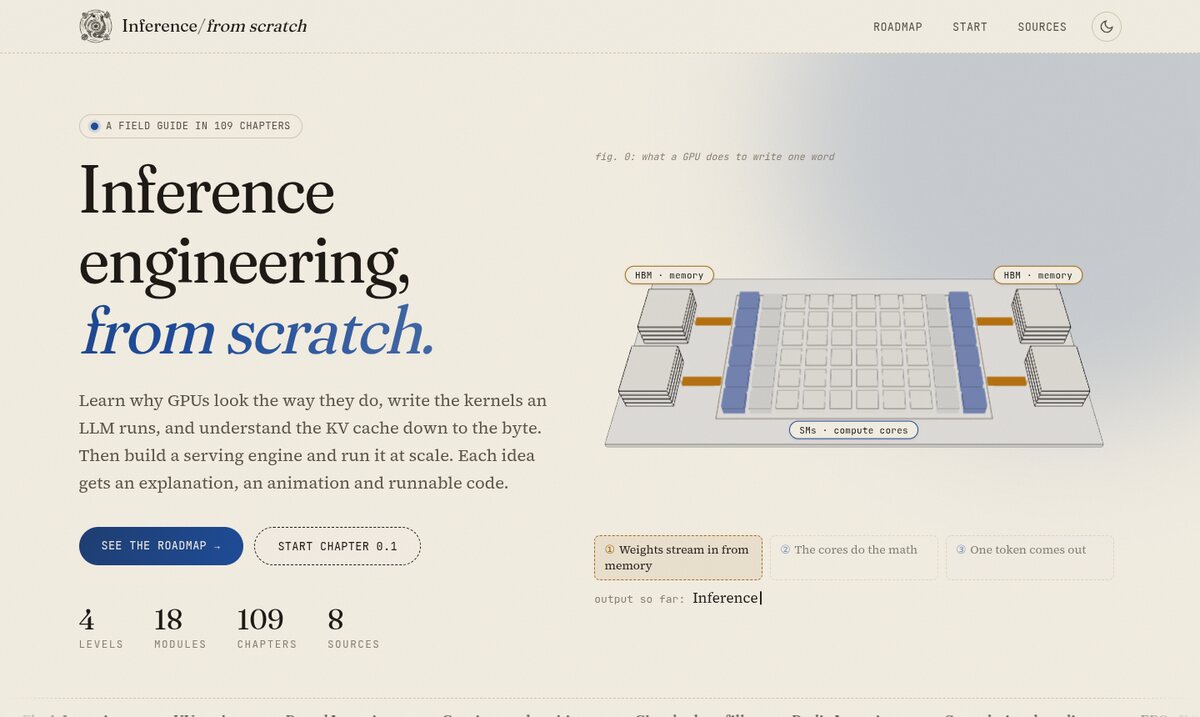 Inference/from scratch
ROADMAP START SOURCES
A FIELD GUIDE IN 109 CHAPTERS
Inference
engineering,
from scratch.
Learn why GPUs look the way they do, write the kernels an
LLM runs, and understand the KV cache down to the byte.
Then build a serving engine and run it at scale. Each idea
gets an explanation, an animation and runnable code.
SEE THE ROADMAP →
START CHAPTER 0.1
4 18 109 8
LEVELS MODULES CHAPTERS SOURCES
fig. 0: what a GPU does to write one word
HBM · memory
HBM · memory
SMs · compute cores
① Weights stream in from
memory
② The cores do the math
③ One token comes out
output so far: Inference